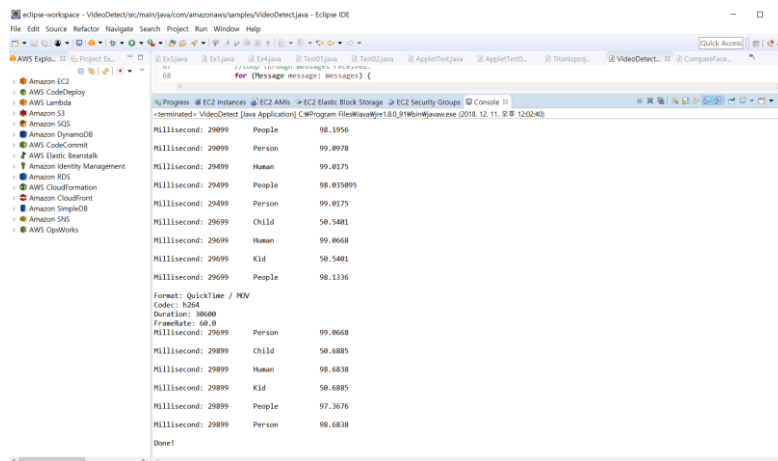 eclipse-workspace - VideoDetect/src/main/java/com/amazonaws/samples/VideoDetect.java - Eclipse IDE
File Edit Source Refactor Navigate Search Project Run Window Help
Quick Access
AWS Explo... Project Ex...
Ex5.java Ex1.java Ex4.java Test01.java Test02.java AppletTest.java AppletTest0... Titanicproj... VideoDetect... CompareFace...
67 //Loop through messages received.
68 for (Message message: messages) {
Amazon EC2
AWS CodeDeploy
AWS Lambda
Amazon S3
Amazon SQS
Amazon DynamoDB
AWS CodeCommit
AWS Elastic Beanstalk
Amazon Identity Management
Amazon RDS
AWS CloudFormation
Amazon CloudFront
Amazon SimpleDB
Amazon SNS
AWS OpsWorks
Progress EC2 Instances EC2 AMIs EC2 Elastic Block Storage EC2 Security Groups Console
<terminated> VideoDetect [Java Application] C:₩Program Files₩Java₩jre1.8.0_91₩bin₩javaw.exe (2018. 12. 11. 오후 12:02:40)
Millisecond: 29099 People 98.1956
Millisecond: 29099 Person 99.0978
Millisecond: 29499 Human 99.0175
Millisecond: 29499 People 98.035095
Millisecond: 29499 Person 99.0175
Millisecond: 29699 Child 50.5401
Millisecond: 29699 Human 99.0668
Millisecond: 29699 Kid 50.5401
Millisecond: 29699 People 98.1336
Format: QuickTime / MOV
Codec: h264
Duration: 30600
FrameRate: 60.0
Millisecond: 29699 Person 99.0668
Millisecond: 29899 Child 50.6885
Millisecond: 29899 Human 98.6838
Millisecond: 29899 Kid 50.6885
Millisecond: 29899 People 97.3676
Millisecond: 29899 Person 98.6838
Done!